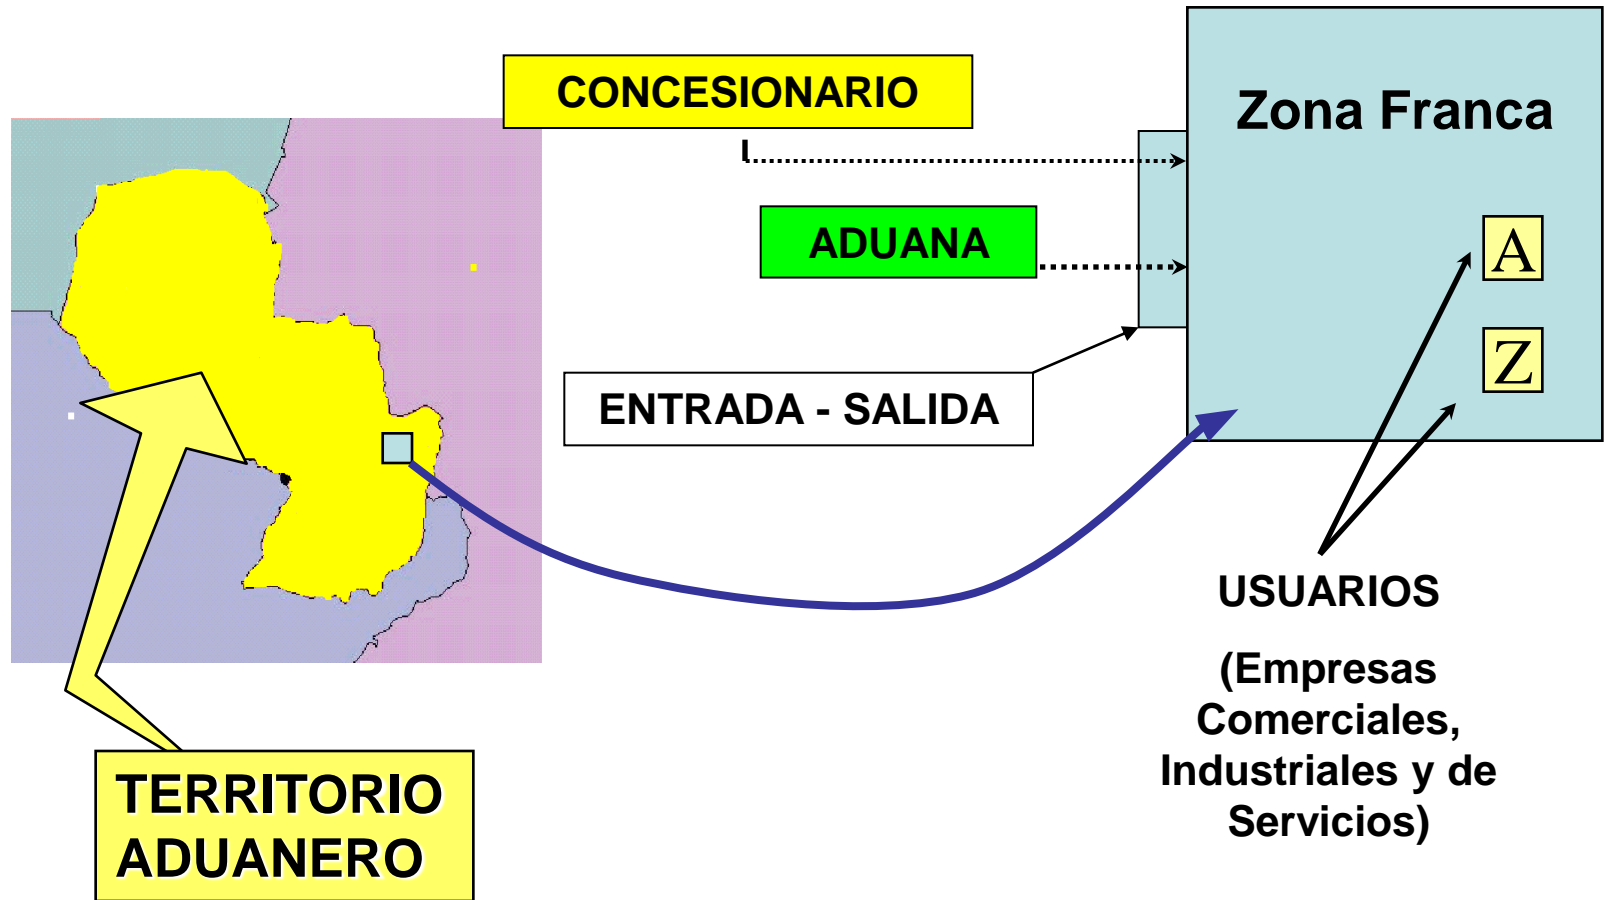 CONCESIONARIO
Zona Franca
ADUANA
A
Z
ENTRADA - SALIDA
USUARIOS
(Empresas
Comerciales,
Industriales y de
Servicios)
TERRITORIO
ADUANERO